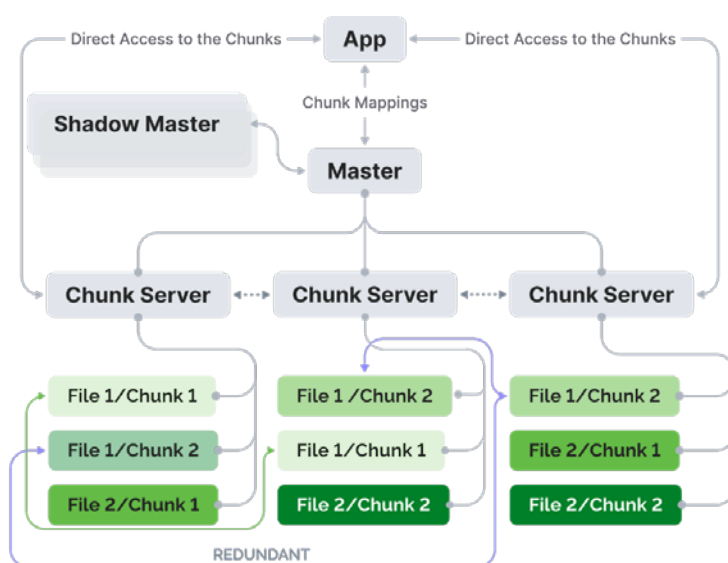 Direct Access to the Chunks
App
Direct Access to the Chunks
Chunk Mappings
Shadow Master
Master
Chunk Server
Chunk Server
Chunk Server
File 1/Chunk 1
File 1/Chunk 2
File 2/Chunk 1
File 1 /Chunk 2
File 1/Chunk 1
File 2/Chunk 2
File 1/Chunk 2
File 2/Chunk 1
File 2/Chunk 2
REDUNDANT